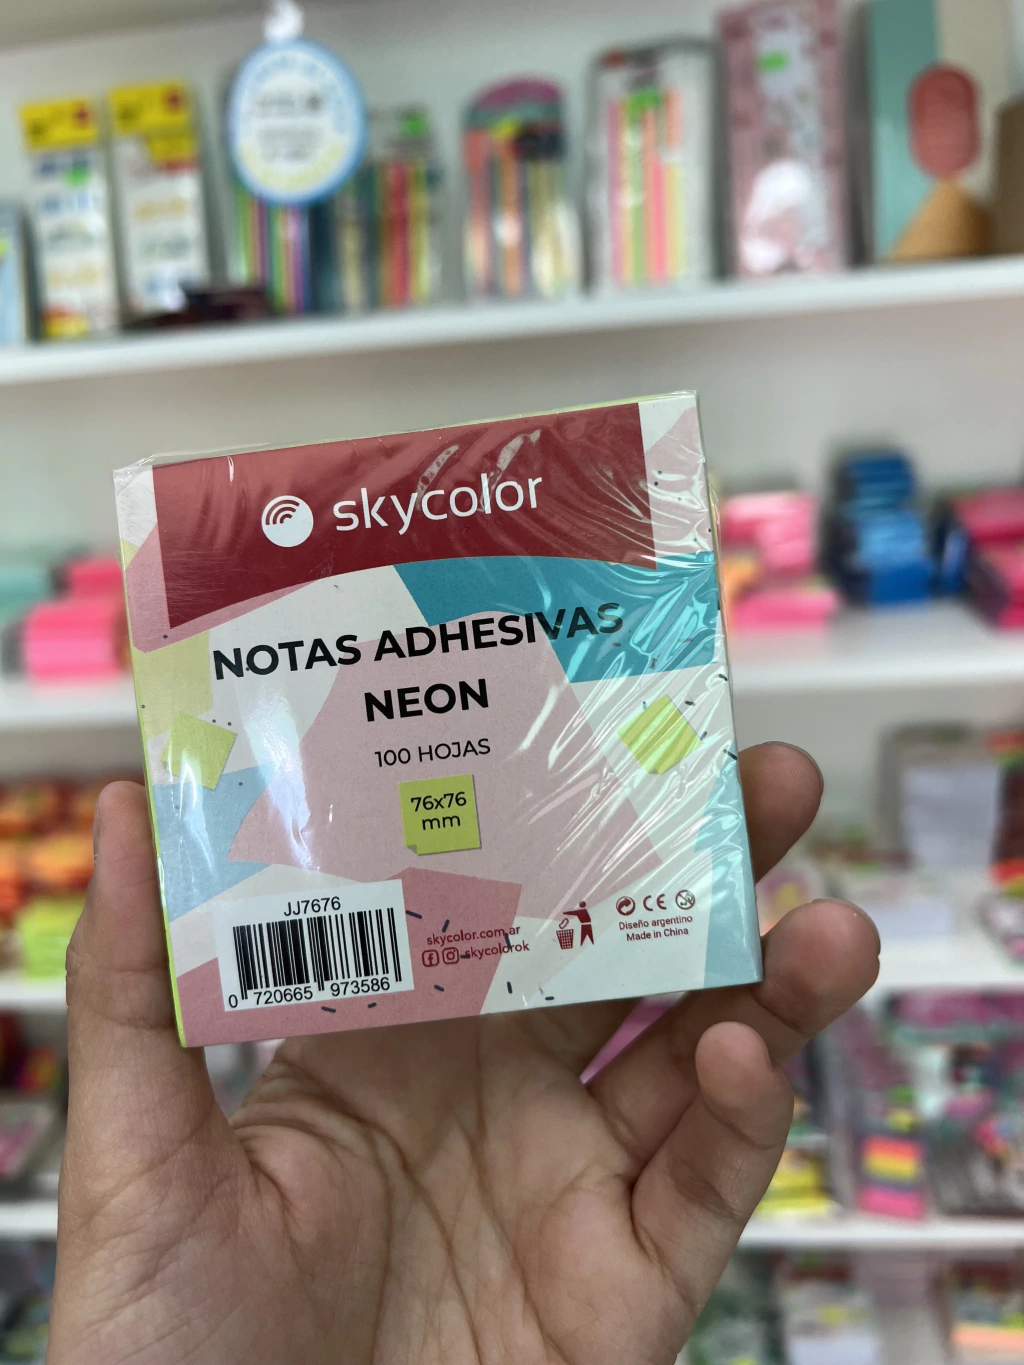 skycolor
NOTAS ADHESIVAS
NEON
100 HOJAS
76x76
mm
JJ7676
0 720665 973586
skycolor.com.ar
skycolorok
CE
Diseño argentino
Made in China